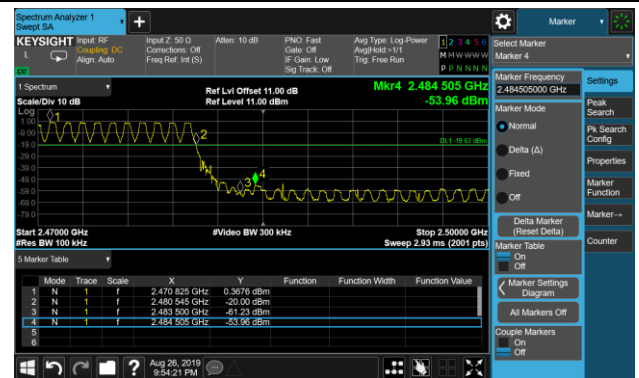 Spectrum Analyzer 1
Swept SA
Marker
KEYSIGHT
L
Input: RF
Coupling: DC
Align: Auto
Input Z: 50 Ω
Corrections: Off
Freq Ref: Int (S)
Atten: 10 dB
PNO: Fast
Gate: Off
IF Gain: Low
Sig Track: Off
Avg Type: Log-Power
Avg|Hold:>1/1
Trig: Free Run
1 2 3 4 5 6
M W W W W W
P P N N N N
Select Marker
Marker 4
1 Spectrum
Scale/Div 10 dB
Log
Ref Lvl Offset 11.00 dB
Ref Level 11.00 dBm
Mkr4 2.484 505 GHz
-53.96 dBm
1.00
-9.00
-19.0
-29.0
-39.0
-49.0
-59.0
-69.0
-79.0
1
2
3
4
DL1 -19.63 dBm
Start 2.47000 GHz
#Res BW 100 kHz
#Video BW 300 kHz
Stop 2.50000 GHz
Sweep 2.93 ms (2001 pts)
5 Marker Table
Mode Trace Scale X Y Function Function Width Function Value
1 N 1 f 2.470 825 GHz 0.3676 dBm
2 N 1 f 2.480 545 GHz -20.00 dBm
3 N 1 f 2.483 500 GHz -61.23 dBm
4 N 1 f 2.484 505 GHz -53.96 dBm
5
6
Marker Frequency
2.484505000 GHz
Marker Mode
Normal
Delta (Δ)
Fixed
Off
Delta Marker
(Reset Delta)
Marker Table
On
Off
Marker Settings
Diagram
All Markers Off
Couple Markers
On
Off
Settings
Peak
Search
Pk Search
Config
Properties
Marker
Function
Marker→
Counter
?
Aug 26, 2019
9:54:21 PM